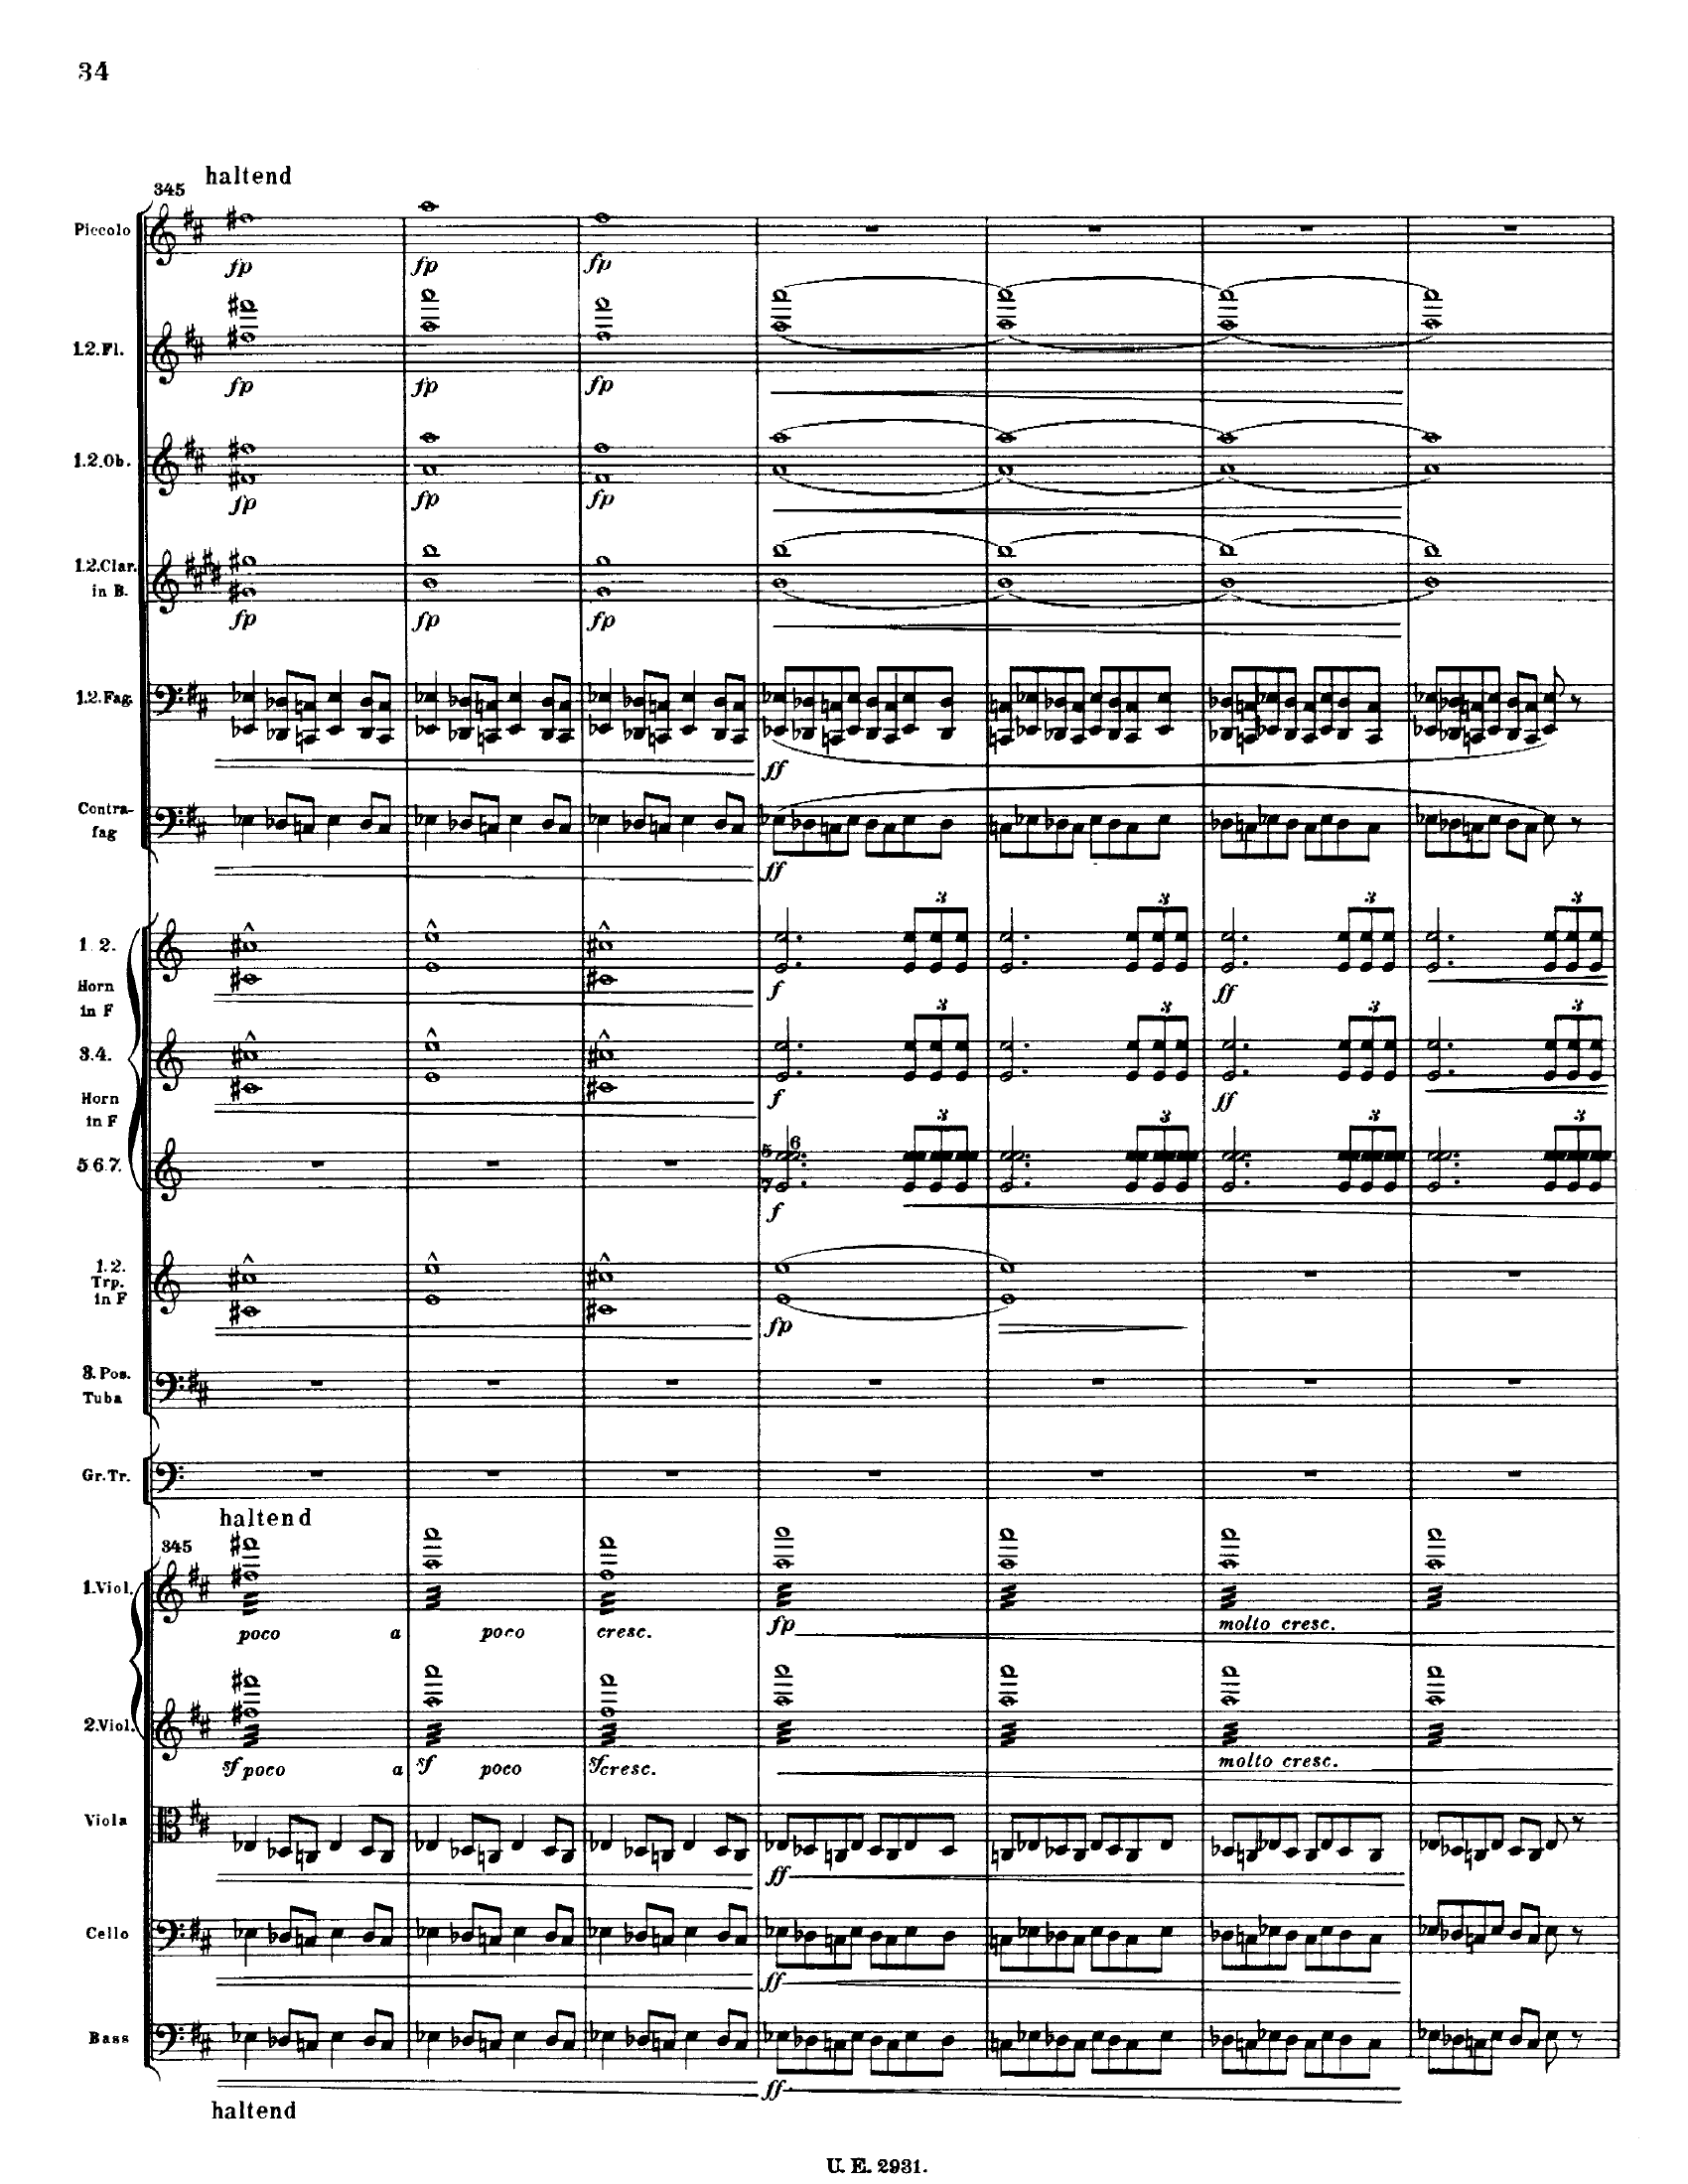 34
haltend
345
Piccolo
fp fp fp
1.2.Fl.
fp fp fp
1.2.Ob.
fp fp fp
1.2.Clar.
in B.
fp fp fp
1.2.Fag.
ff
Contra-
fag
ff
3 3 3 3
1. 2.
f ff
Horn
in F
3 3 3 3
3.4.
f ff
Horn
in F
3 3 3 3
5 6
5 6. 7.
7
f
1. 2.
Trp.
in F
fp
3. Pos.
Tuba
Gr. Tr.
haltend
345
1.Viol.
poco a poco cresc. fp molto cresc.
2.Viol.
sf poco a sf poco sf cresc. molto cresc.
Viola
ff
Cello
ff
Bass
ff
haltend
U. E. 2931.